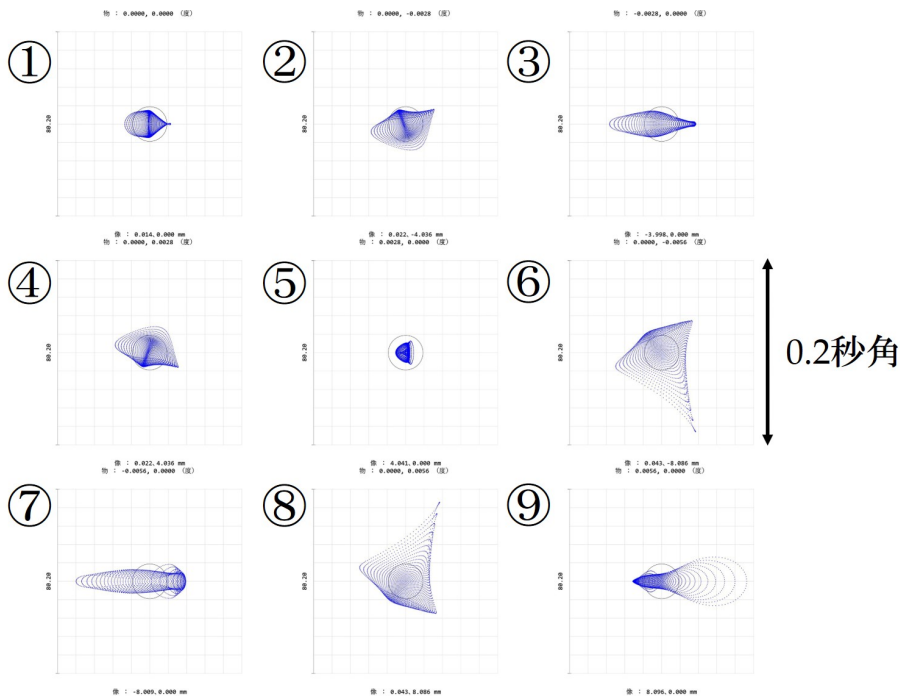 物 : 0.0000, 0.0000 (度)
物 : 0.0000, -0.0028 (度)
物 : -0.0028, 0.0000 (度)
①
②
③
80.20
80.20
80.20
像 : 0.014, 0.000 mm
像 : 0.022, -4.036 mm
像 : -3.998, 0.000 mm
物 : 0.0000, 0.0028 (度)
物 : 0.0028, 0.0000 (度)
物 : 0.0000, -0.0056 (度)
④
⑤
⑥
80.20
80.20
80.20
0.2秒角
像 : 0.022, 4.036 mm
像 : 4.041, 0.000 mm
像 : 0.043, -8.086 mm
物 : -0.0056, 0.0000 (度)
物 : 0.0000, 0.0056 (度)
物 : 0.0056, 0.0000 (度)
⑦
⑧
⑨
80.20
80.20
80.20
像 : -8.009, 0.000 mm
像 : 0.043, 8.086 mm
像 : 8.096, 0.000 mm